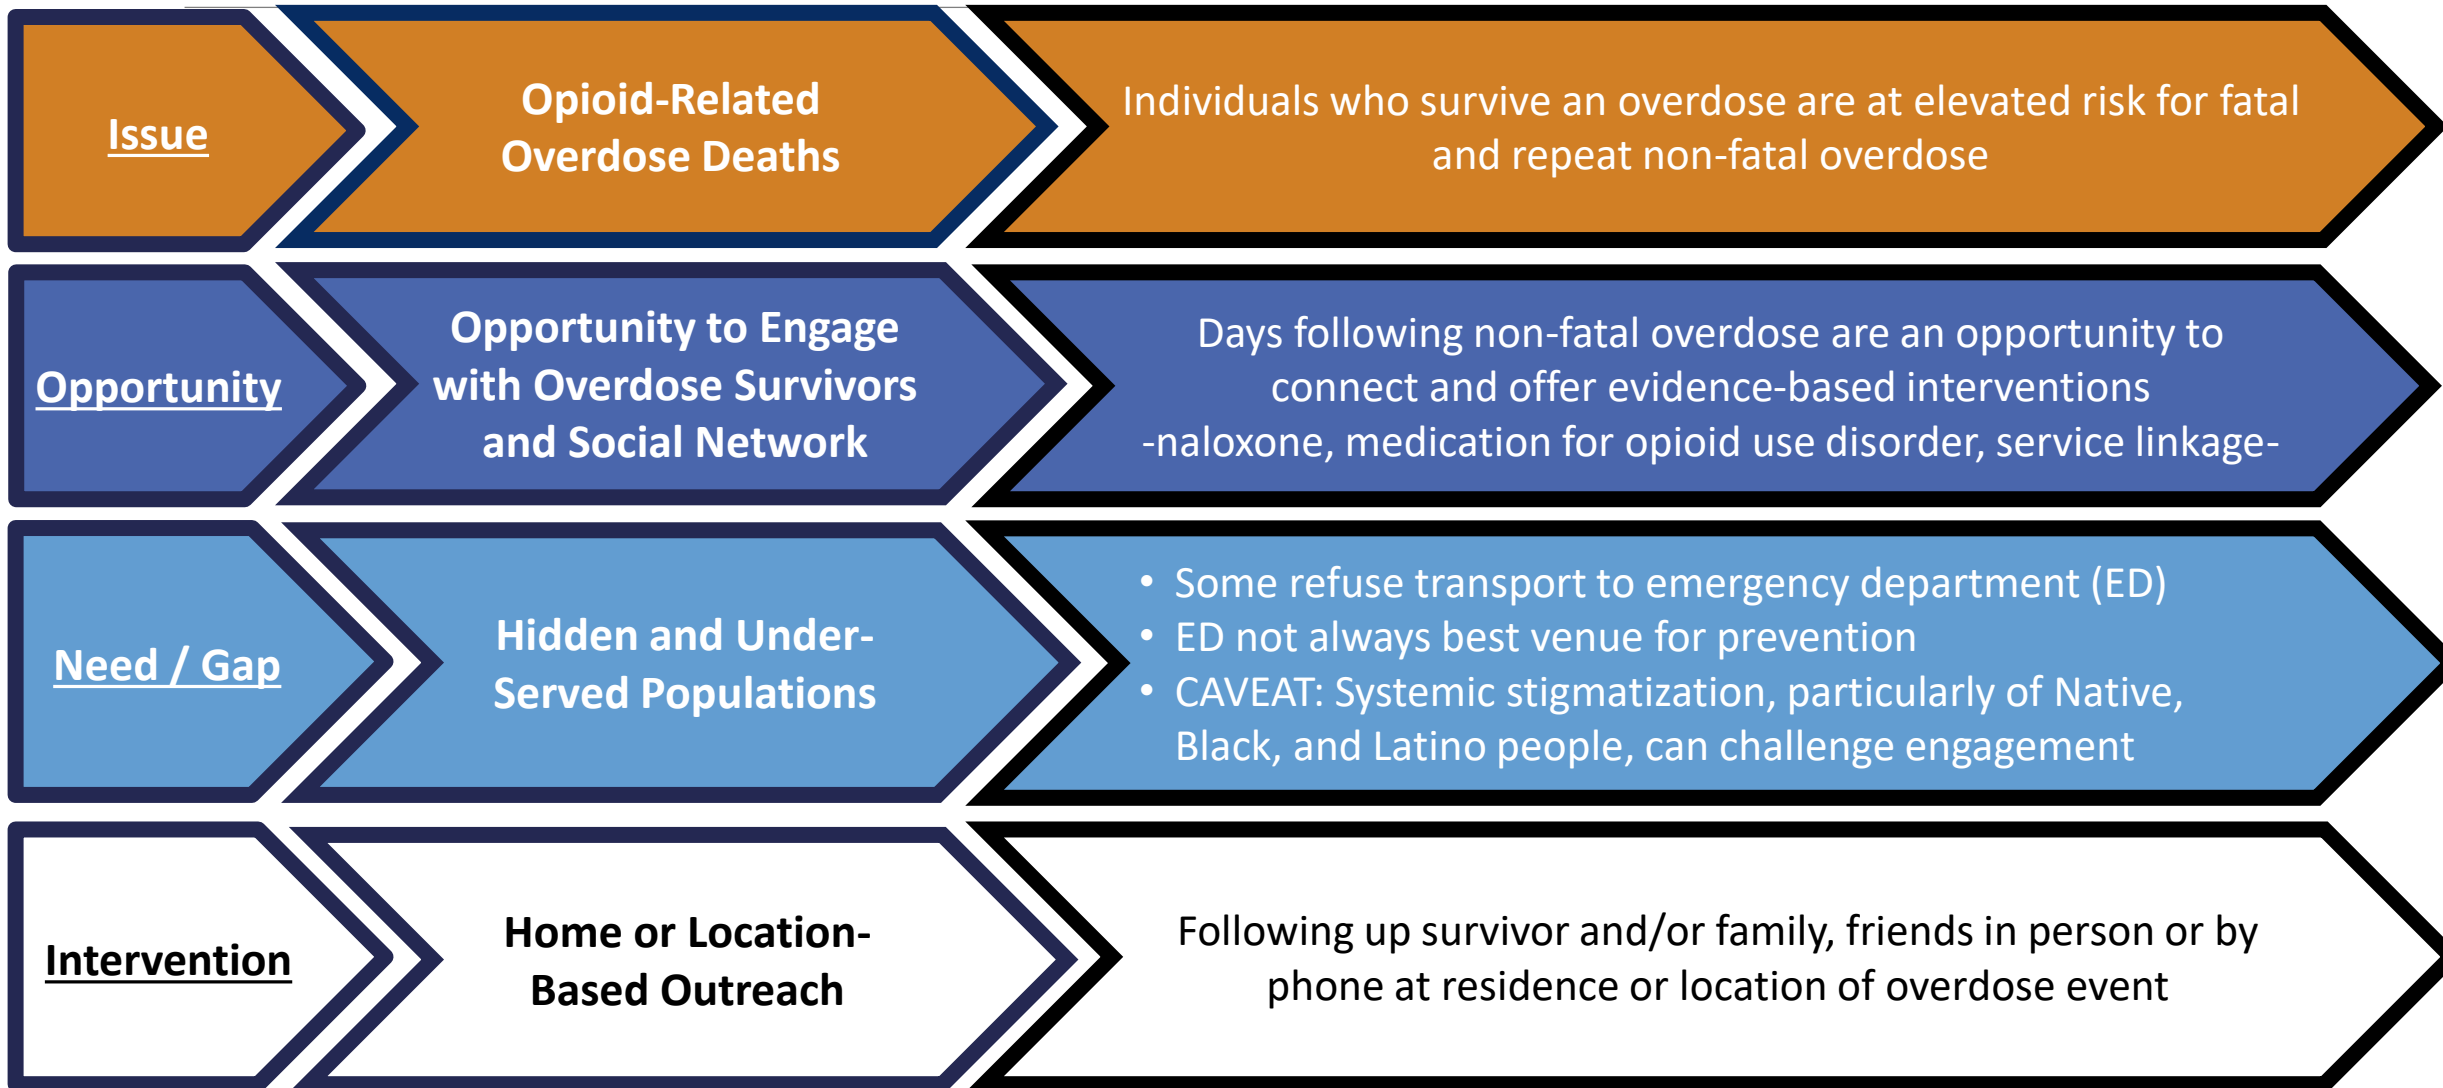 Issue
Opioid-Related
Overdose Deaths
Individuals who survive an overdose are at elevated risk for fatal
and repeat non-fatal overdose
Opportunity
Opportunity to Engage
with Overdose Survivors
and Social Network
Days following non-fatal overdose are an opportunity to
connect and offer evidence-based interventions
-naloxone, medication for opioid use disorder, service linkage-
Need / Gap
Hidden and Under-
Served Populations
• Some refuse transport to emergency department (ED)
• ED not always best venue for prevention
• CAVEAT: Systemic stigmatization, particularly of Native,
Black, and Latino people, can challenge engagement
Intervention
Home or Location-
Based Outreach
Following up survivor and/or family, friends in person or by
phone at residence or location of overdose event